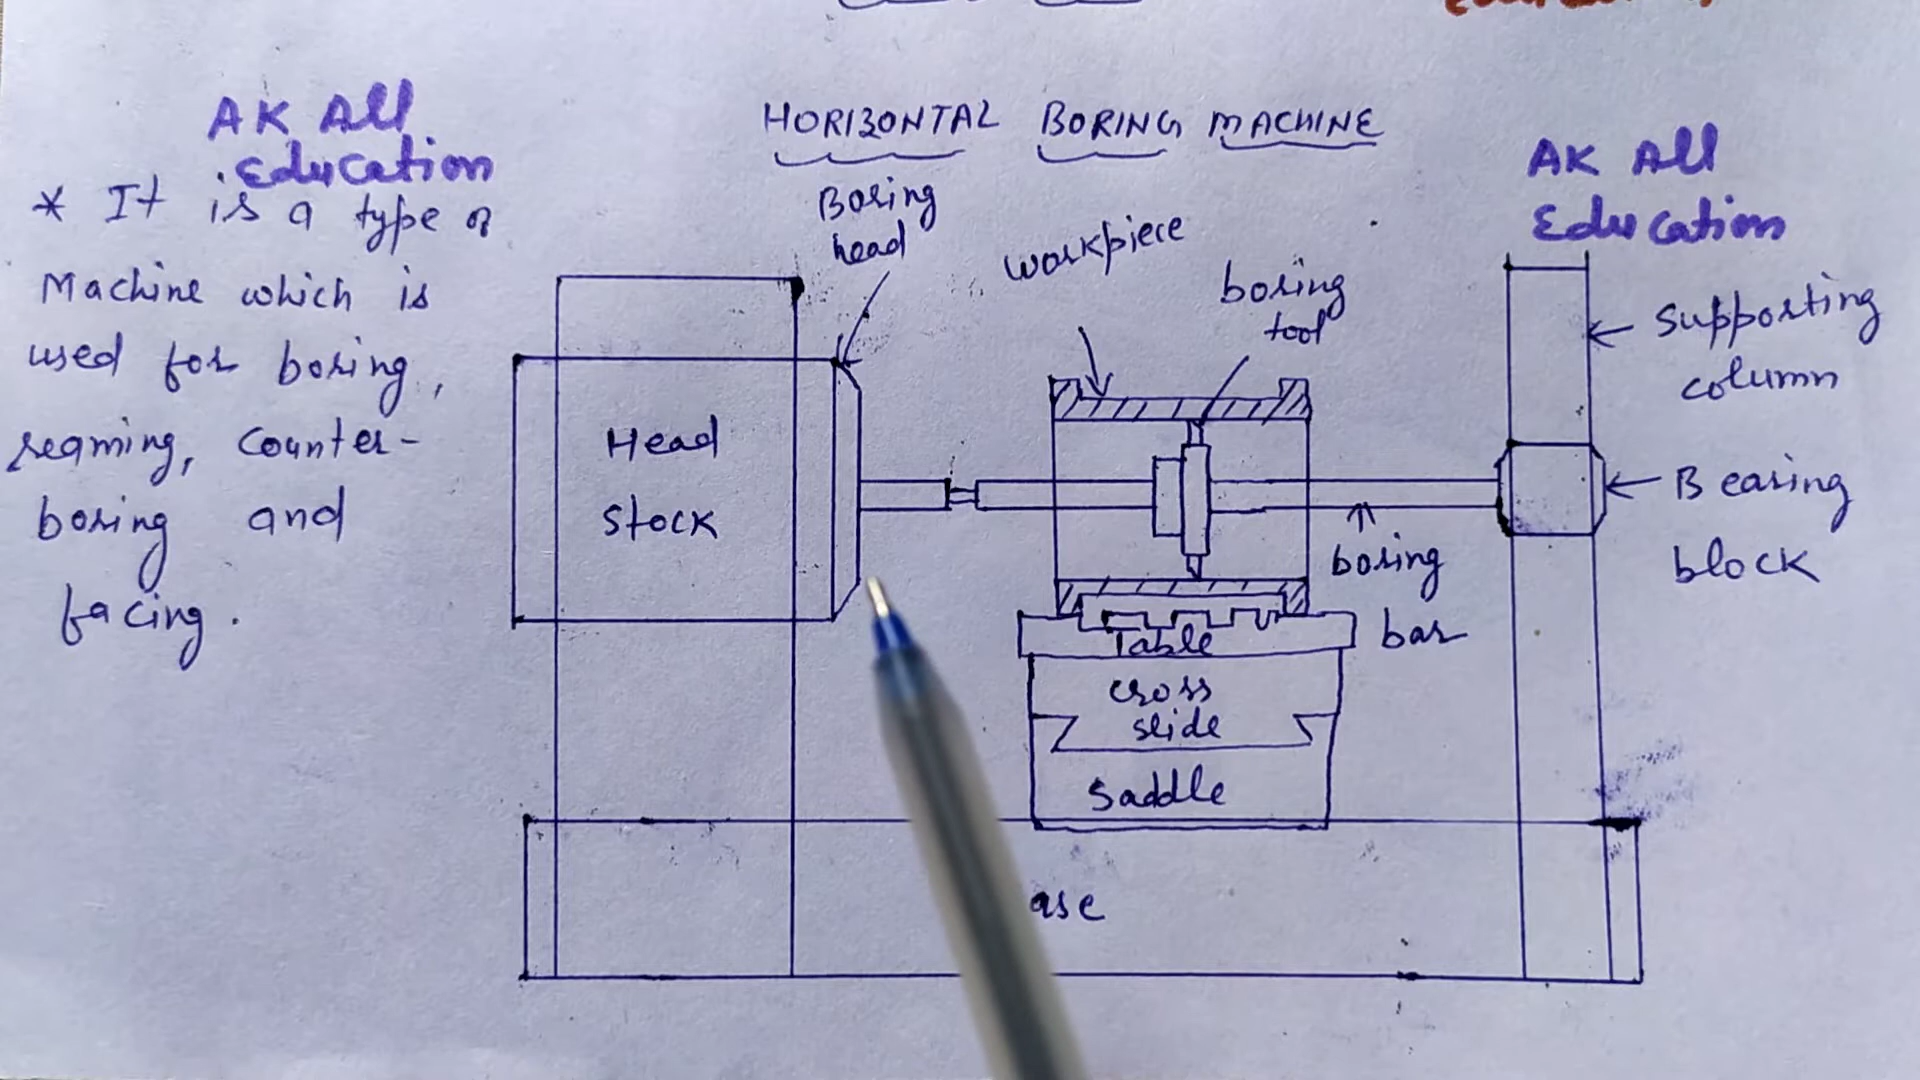 AK All
Education
* It is a type of
Machine which is
used for boring,
reaming, counter-
boring and
facing.
HORIZONTAL BORING MACHINE
Boring
head
workpiece
boring
tool
AK All
Education
Supporting
column
Head
stock
Bearing
block
boring
bar
Table
cross
slide
Saddle
ase